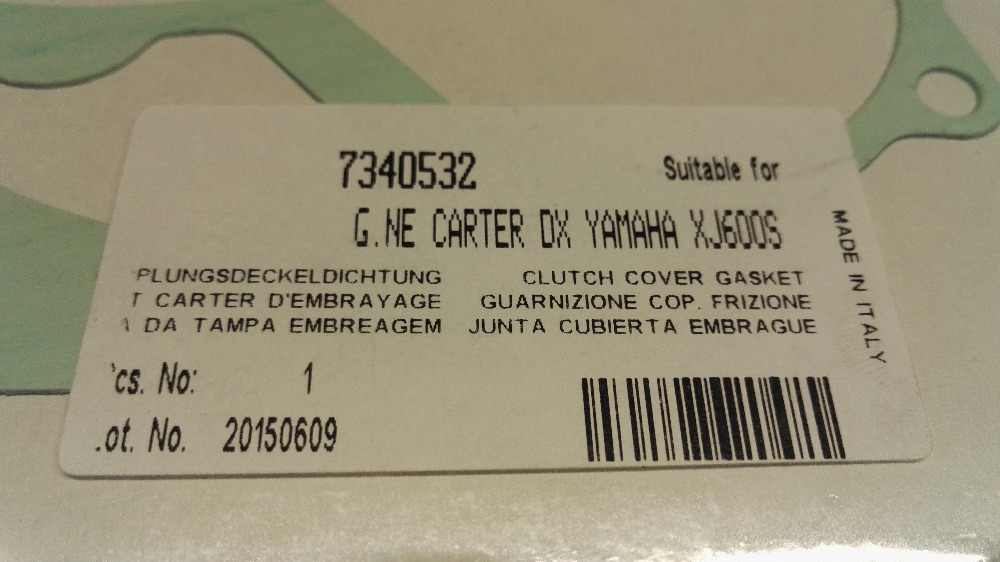 7340532 Suitable for
G.NE CARTER DX YAMAHA XJ600S
PLUNGSDECKELDICHTUNG CLUTCH COVER GASKET
T CARTER D'EMBRAYAGE GUARNIZIONE COP. FRIZIONE
DA TAMPA EMBREAGEM JUNTA CUBIERTA EMBRAGUE
cs. No: 1
.ot. No. 20150609
MADE IN ITALY